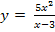 y = 5x²/(x−3)